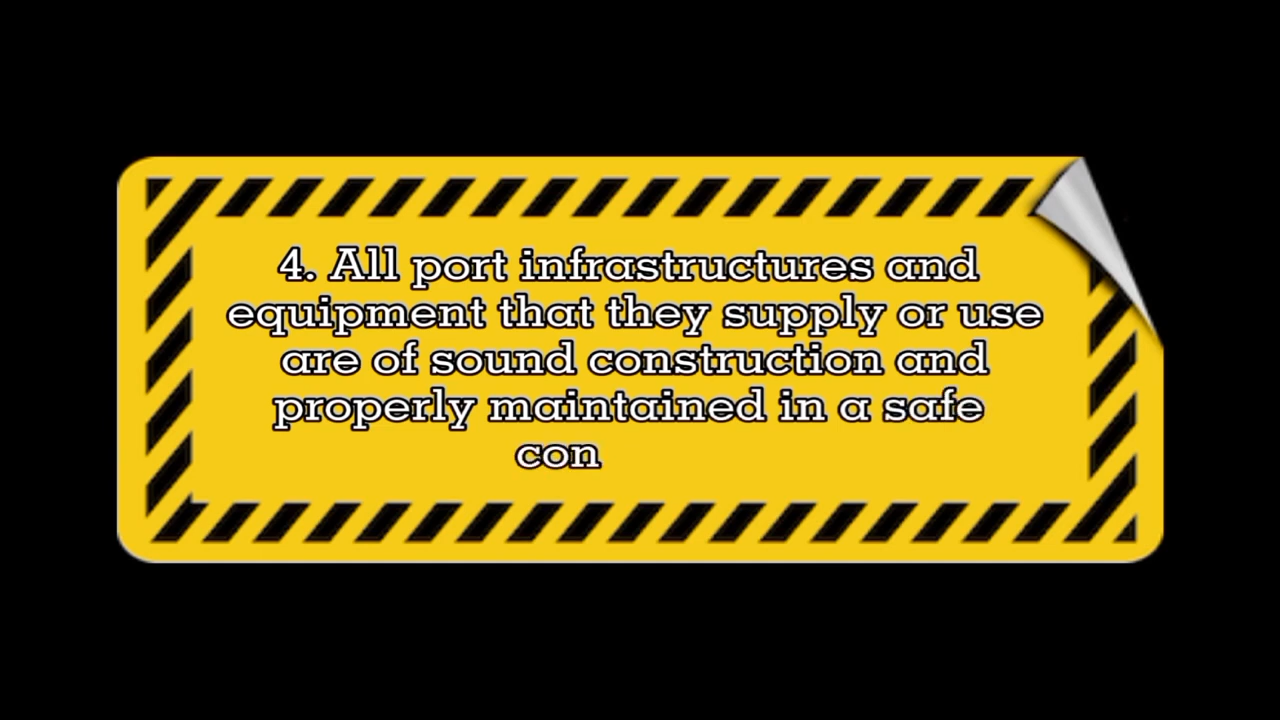 4. All port infrastructures and
equipment that they supply or use
are of sound construction and
properly maintained in a safe
con